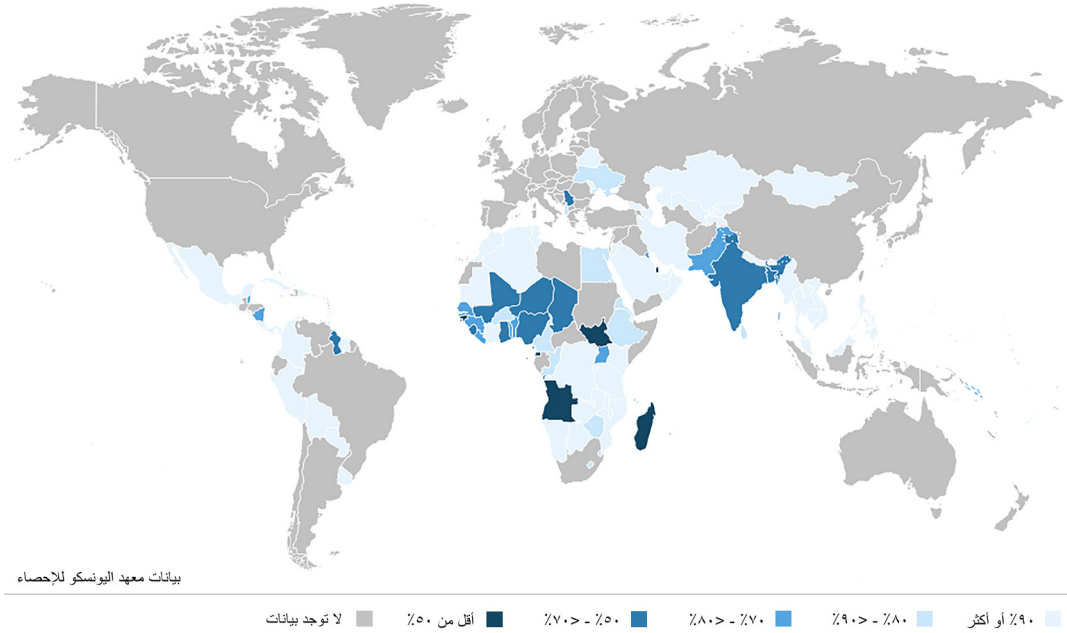 بيانات معهد اليونسكو للإحصاء
٩٠٪ أو أكثر
٨٠٪ - <٩٠٪
٧٠٪ - <٨٠٪
٥٠٪ - <٧٠٪
أقل من ٥٠٪
لا توجد بيانات